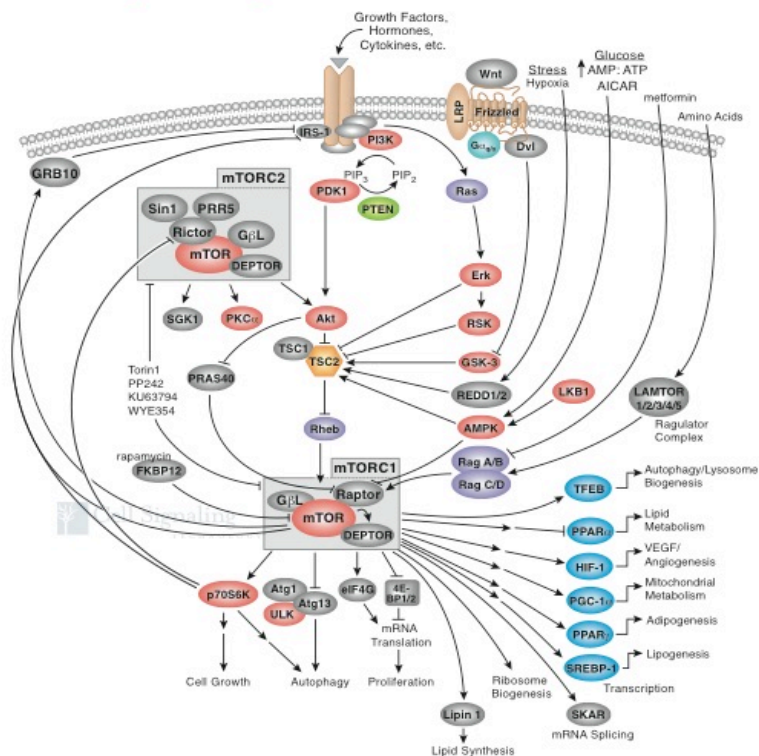 Growth Factors,
Hormones,
Cytokines, etc.
Glucose
AMP: ATP
AICAR
Stress
Hypoxia
metformin
Amino Acids
Wnt
LRP
Frizzled
Gαq/o
Dvl
IRS-1
PI3K
GRB10
PIP3
PIP2
PDK1
PTEN
Ras
mTORC2
Sin1
PRR5
Rictor
GβL
mTOR
DEPTOR
Erk
SGK1
PKCα
Akt
RSK
TSC1
TSC2
GSK-3
PRAS40
Torin1
PP242
KU63794
WYE354
REDD1/2
LKB1
LAMTOR
1/2/3/4/5
Ragulator
Complex
Rheb
AMPK
rapamycin
FKBP12
Rag A/B
Rag C/D
mTORC1
GβL
Raptor
mTOR
DEPTOR
Cell Signaling
TFEB
Autophagy/Lysosome
Biogenesis
PPARα
Lipid
Metabolism
HIF-1
VEGF/
Angiogenesis
PGC-1α
Mitochondrial
Metabolism
PPARγ
Adipogenesis
SREBP-1
Lipogenesis
Transcription
p70S6K
Atg1
Atg13
ULK
eIF4G
4E-
BP1/2
mRNA
Translation
Cell Growth
Autophagy
Proliferation
Ribosome
Biogenesis
Lipin 1
Lipid Synthesis
SKAR
mRNA Splicing